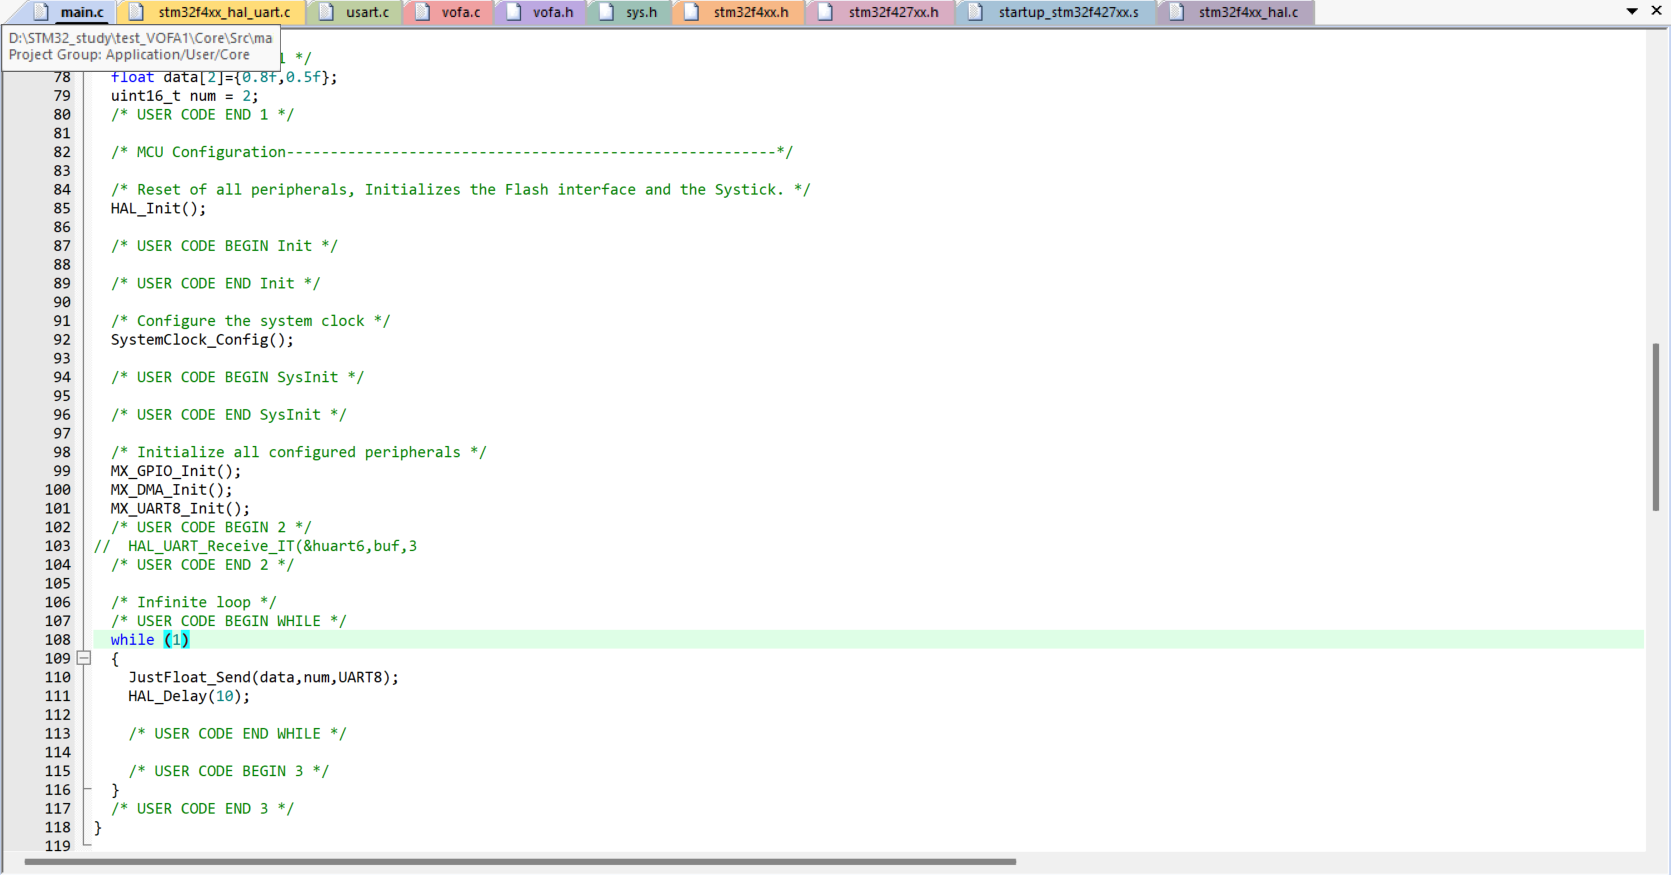 main.c stm32f4xx_hal_uart.c usart.c vofa.c vofa.h sys.h stm32f4xx.h stm32f427xx.h startup_stm32f427xx.s stm32f4xx_hal.c
D:\STM32_study\test_VOFA1\Core\Src\ma
Project Group: Application/User/Core
1 */
78 float data[2]={0.8f,0.5f};
79 uint16_t num = 2;
80 /* USER CODE END 1 */
81
82 /* MCU Configuration--------------------------------------------------------*/
83
84 /* Reset of all peripherals, Initializes the Flash interface and the Systick. */
85 HAL_Init();
86
87 /* USER CODE BEGIN Init */
88
89 /* USER CODE END Init */
90
91 /* Configure the system clock */
92 SystemClock_Config();
93
94 /* USER CODE BEGIN SysInit */
95
96 /* USER CODE END SysInit */
97
98 /* Initialize all configured peripherals */
99 MX_GPIO_Init();
100 MX_DMA_Init();
101 MX_UART8_Init();
102 /* USER CODE BEGIN 2 */
103 // HAL_UART_Receive_IT(&huart6,buf,3
104 /* USER CODE END 2 */
105
106 /* Infinite loop */
107 /* USER CODE BEGIN WHILE */
108 while (1)
109 {
110 JustFloat_Send(data,num,UART8);
111 HAL_Delay(10);
112
113 /* USER CODE END WHILE */
114
115 /* USER CODE BEGIN 3 */
116 }
117 /* USER CODE END 3 */
118 }
119